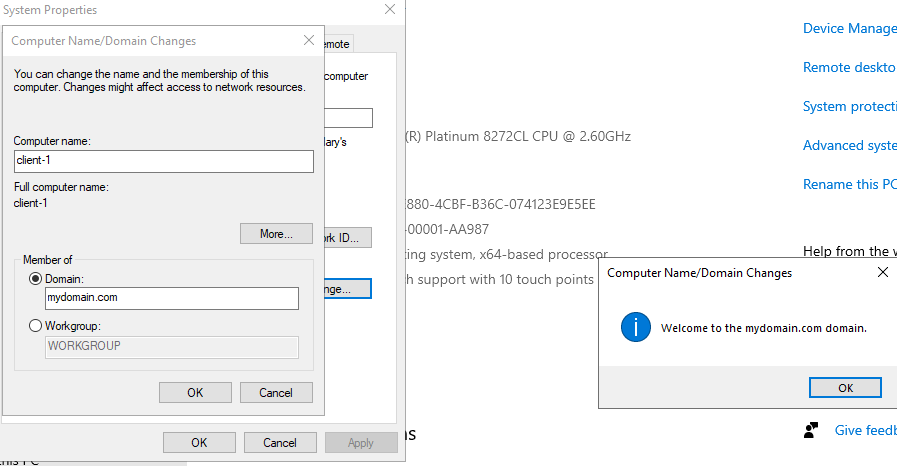 System Properties
Computer Name/Domain Changes
You can change the name and the membership of this
computer. Changes might affect access to network resources.
Computer name:
client-1
Full computer name:
client-1
More...
Member of
Domain:
mydomain.com
Workgroup:
WORKGROUP
OK
Cancel
OK
Cancel
Apply
emote
computer
ary's
rk ID...
nge...
(R) Platinum 8272CL CPU @ 2.60GHz
880-4CBF-B36C-074123E9E5EE
-00001-AA987
ing system, x64-based processor
h support with 10 touch points
Device Manage
Remote deskto
System protecti
Advanced syste
Rename this PC
Help from the w
Computer Name/Domain Changes
Welcome to the mydomain.com domain.
OK
Give feedb